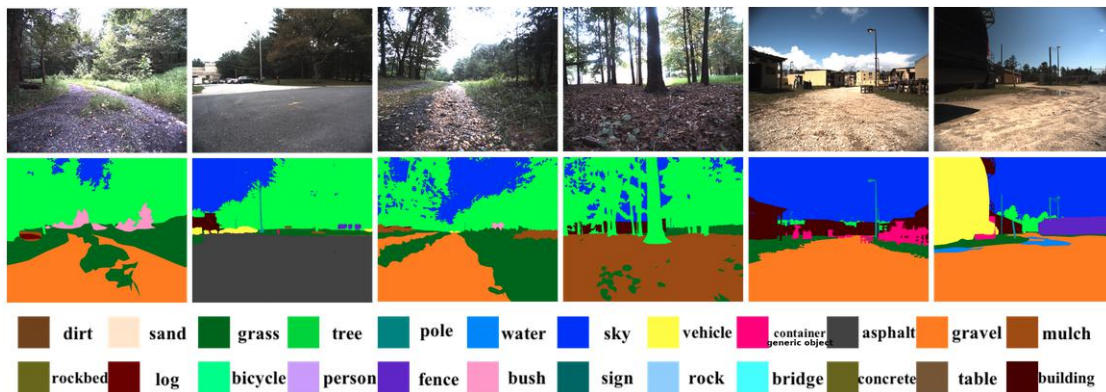 dirt sand grass tree pole water sky vehicle container generic object asphalt gravel mulch
rockbed log bicycle person fence bush sign rock bridge concrete table building